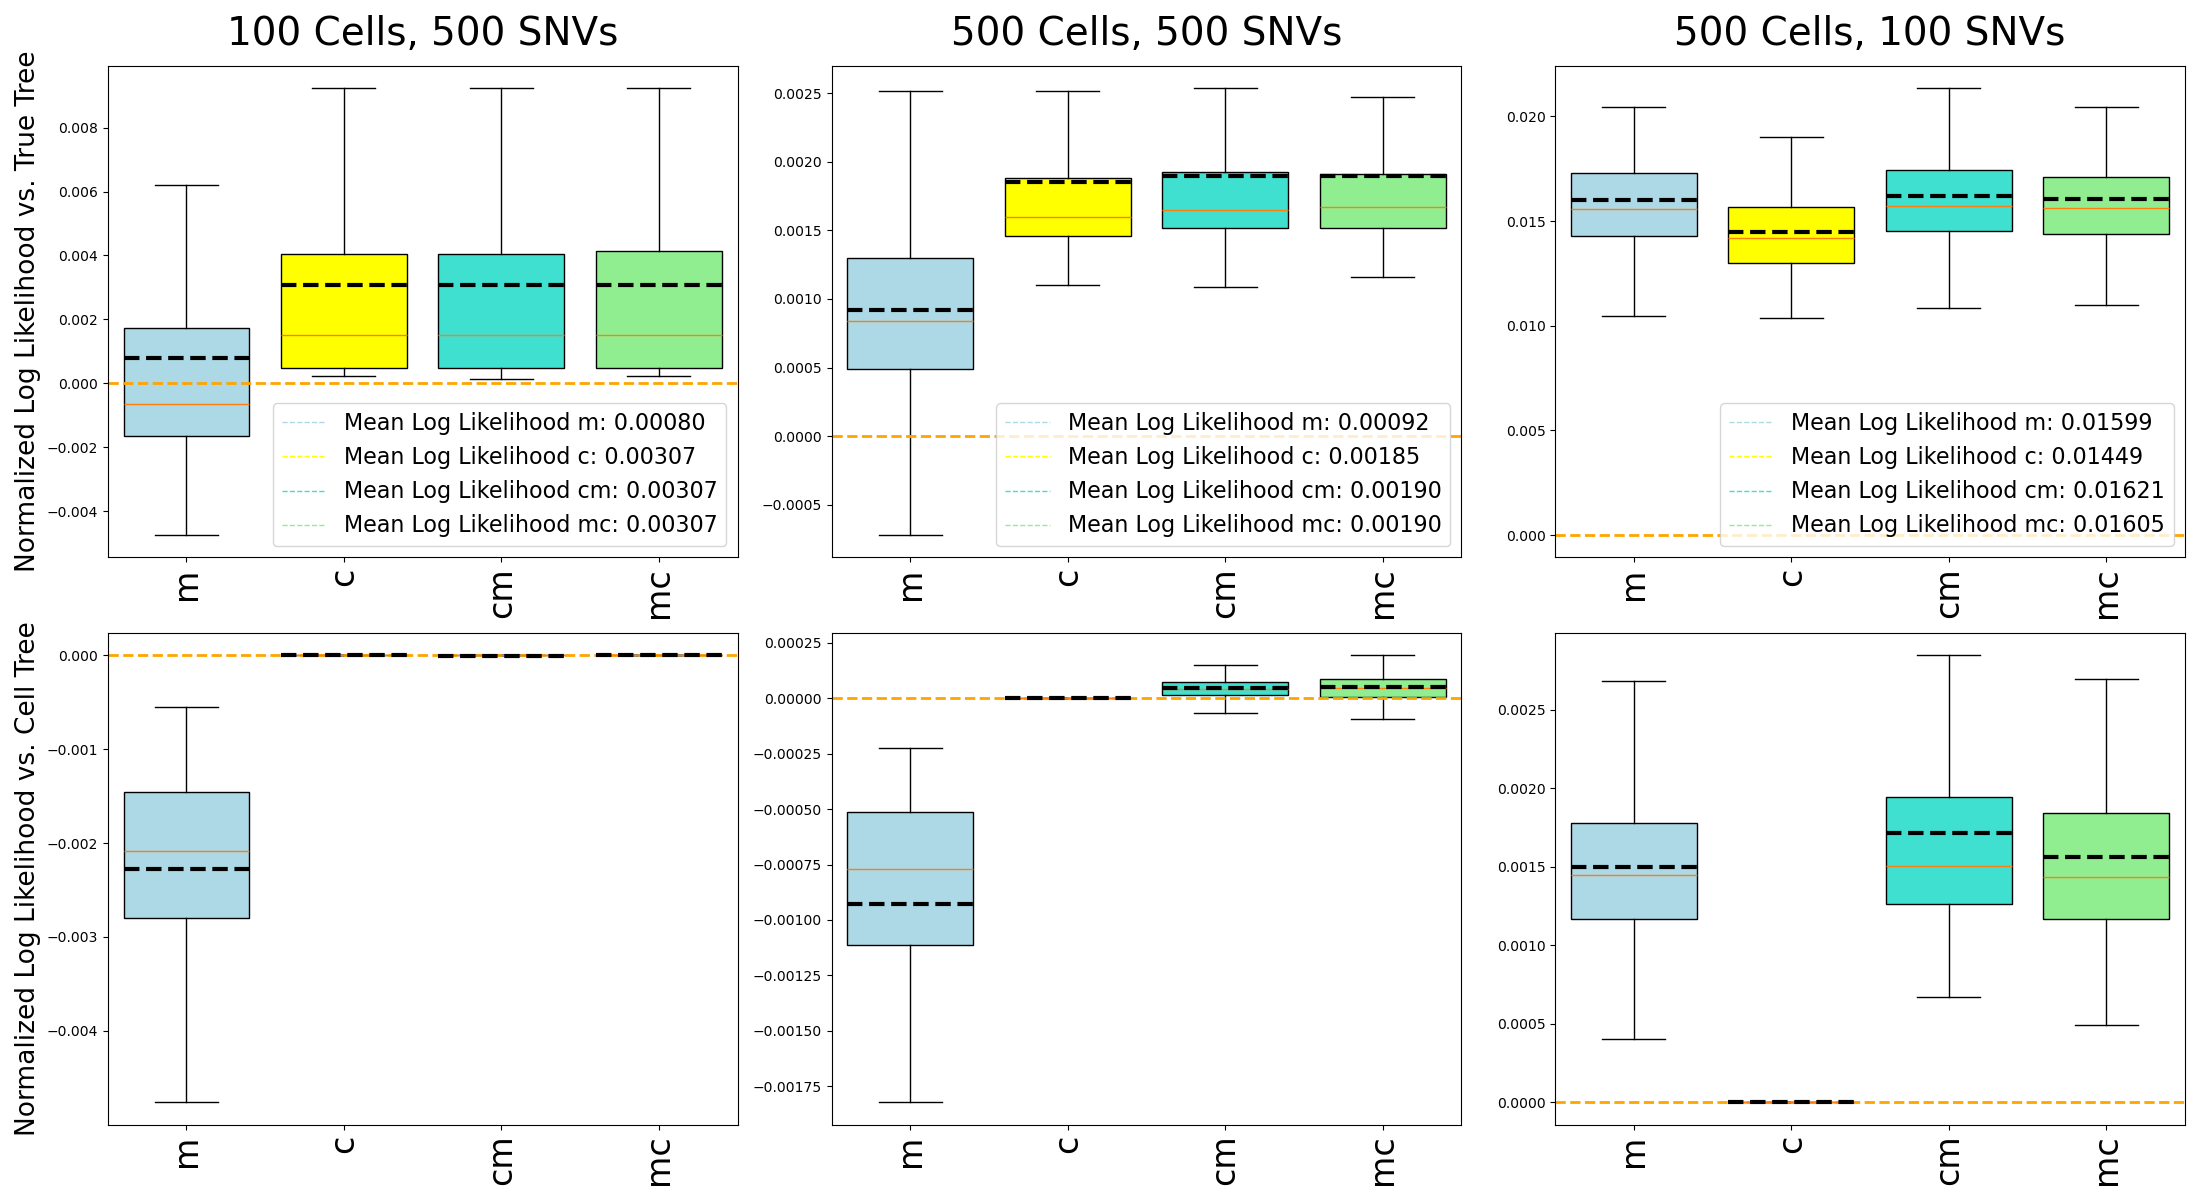 100 Cells, 500 SNVs
500 Cells, 500 SNVs
500 Cells, 100 SNVs
Normalized Log Likelihood vs. True Tree
0.008
0.006
0.004
0.002
0.000
−0.002
−0.004
Mean Log Likelihood m: 0.00080
Mean Log Likelihood c: 0.00307
Mean Log Likelihood cm: 0.00307
Mean Log Likelihood mc: 0.00307
m
c
cm
mc
0.0025
0.0020
0.0015
0.0010
0.0005
0.0000
−0.0005
Mean Log Likelihood m: 0.00092
Mean Log Likelihood c: 0.00185
Mean Log Likelihood cm: 0.00190
Mean Log Likelihood mc: 0.00190
m
c
cm
mc
0.020
0.015
0.010
0.005
0.000
Mean Log Likelihood m: 0.01599
Mean Log Likelihood c: 0.01449
Mean Log Likelihood cm: 0.01621
Mean Log Likelihood mc: 0.01605
m
c
cm
mc
Normalized Log Likelihood vs. Cell Tree
0.000
−0.001
−0.002
−0.003
−0.004
m
c
cm
mc
0.00025
0.00000
−0.00025
−0.00050
−0.00075
−0.00100
−0.00125
−0.00150
−0.00175
m
c
cm
mc
0.0025
0.0020
0.0015
0.0010
0.0005
0.0000
m
c
cm
mc